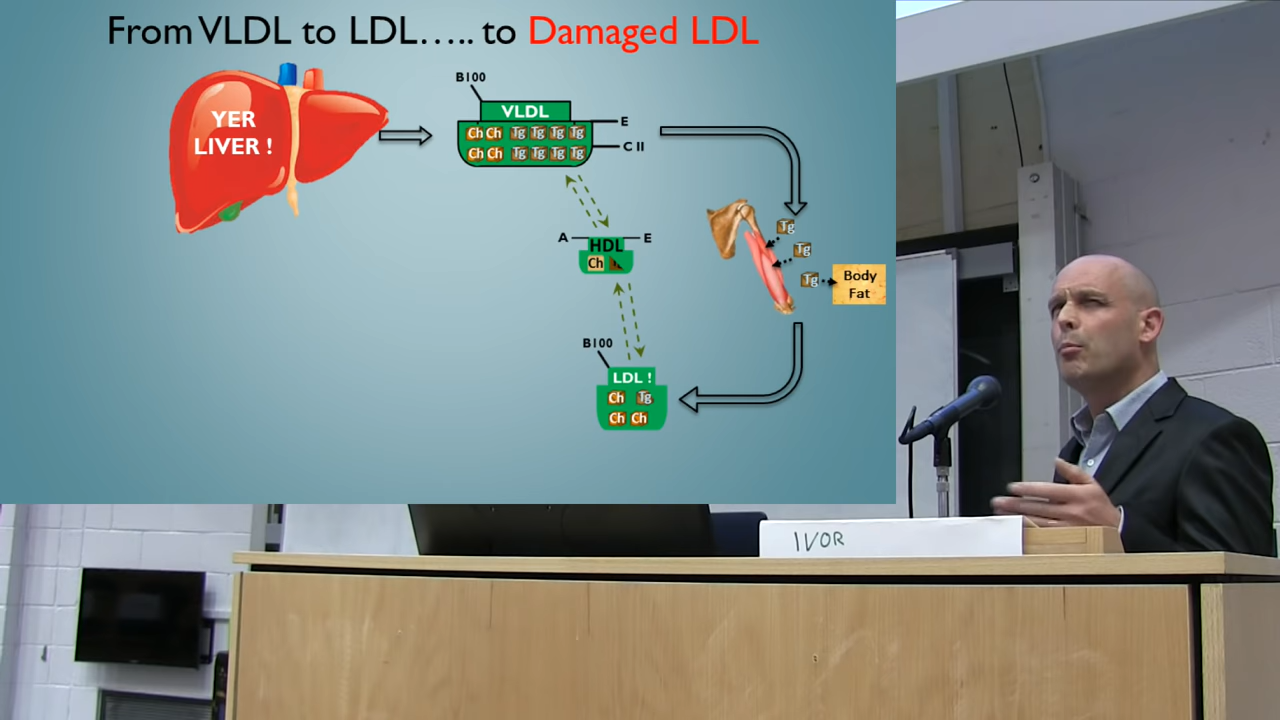 From VLDL to LDL….. to Damaged LDL
YER
LIVER !
B100
VLDL
E
Ch Ch Tg Tg Tg Tg
C II
Ch Ch Tg Tg Tg Tg
Tg
A
HDL
E
Ch
Tg
Tg
Body
Fat
B100
LDL !
Ch Tg
Ch Ch
IVOR